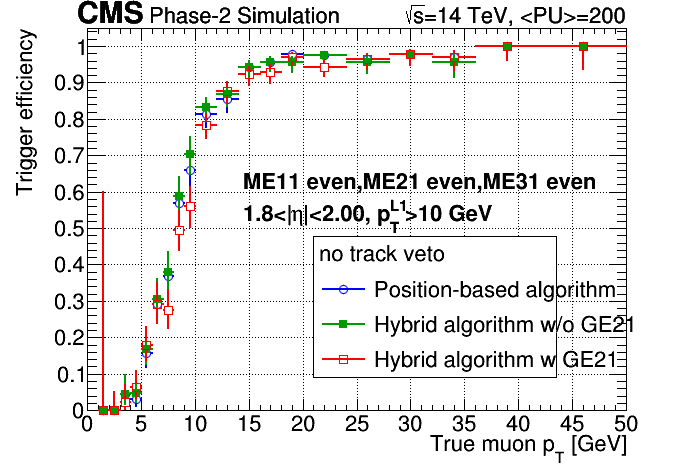 CMS Phase-2 Simulation √s=14 TeV, <PU>=200
Trigger efficiency
1
0.9
0.8
0.7
0.6
0.5
0.4
0.3
0.2
0.1
0
ME11 even,ME21 even,ME31 even
1.8<|η|<2.00, p_T^L1>10 GeV
no track veto
Position-based algorithm
Hybrid algorithm w/o GE21
Hybrid algorithm w GE21
0 5 10 15 20 25 30 35 40 45 50
True muon p_T [GeV]